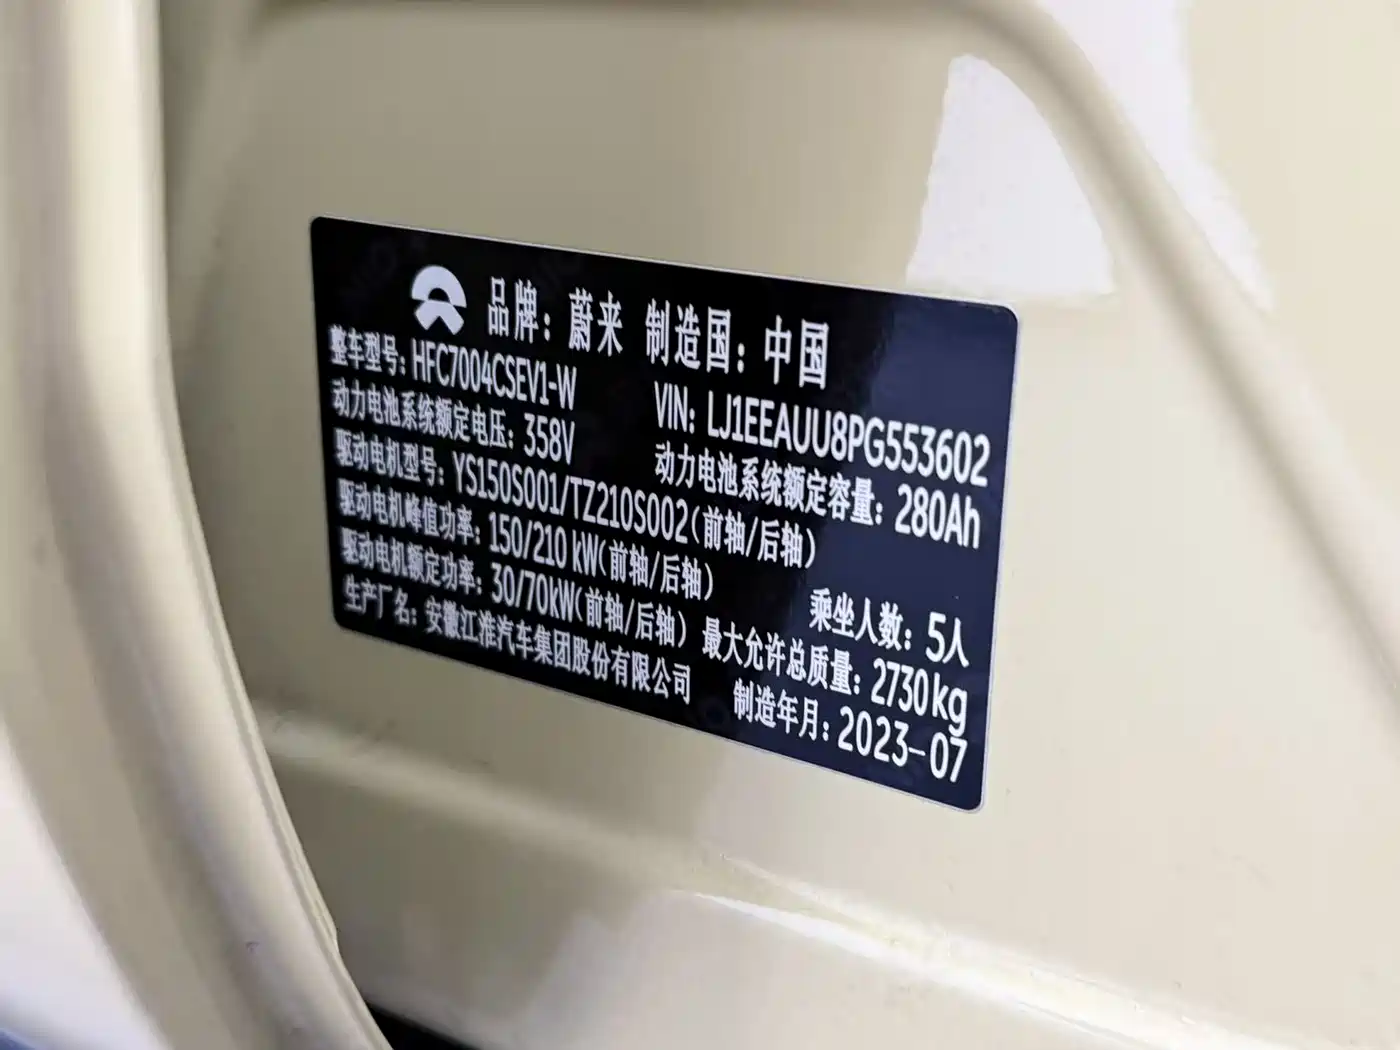 品牌：蔚来 制造国：中国
整车型号：HFC7004CSEV1-W VIN: LJ1EEAUU8PG553602
动力电池系统额定电压：358V 动力电池系统额定容量：280Ah
驱动电机型号：YS150S001/TZ210S002(前轴/后轴)
驱动电机峰值功率：150/210 kW(前轴/后轴) 乘坐人数：5人
驱动电机额定功率：30/70kW(前轴/后轴) 最大允许总质量：2730kg
生产厂名：安徽江淮汽车集团股份有限公司 制造年月：2023-07